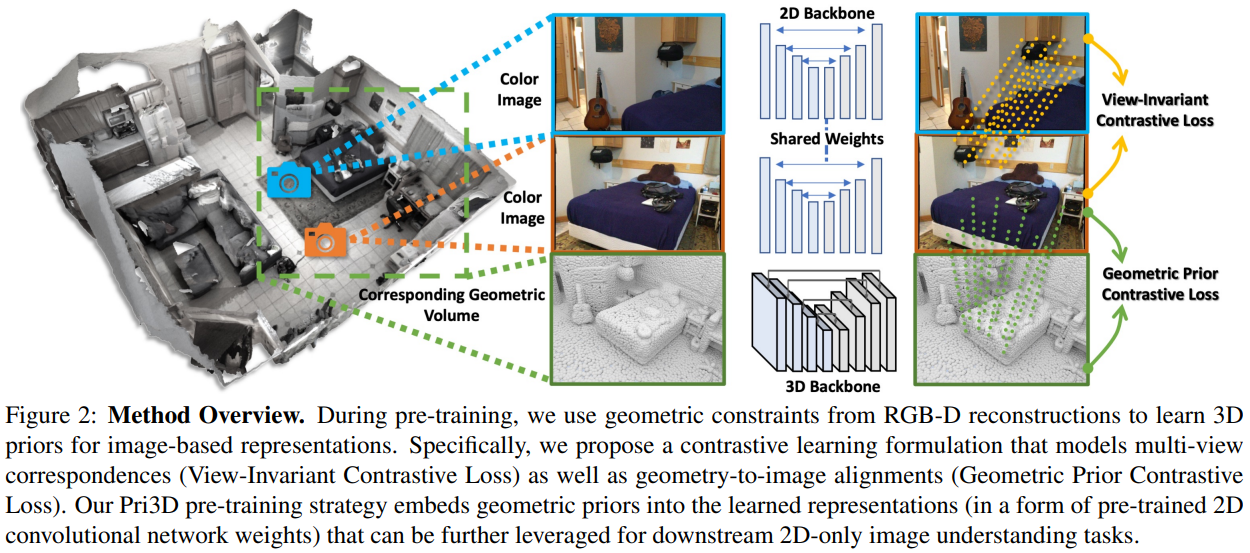 2D Backbone
Color
Image
View-Invariant
Contrastive Loss
Shared Weights
Color
Image
Geometric Prior
Contrastive Loss
Corresponding Geometric
Volume
3D Backbone
Figure 2: Method Overview. During pre-training, we use geometric constraints from RGB-D reconstructions to learn 3D
priors for image-based representations. Specifically, we propose a contrastive learning formulation that models multi-view
correspondences (View-Invariant Contrastive Loss) as well as geometry-to-image alignments (Geometric Prior Contrastive
Loss). Our Pri3D pre-training strategy embeds geometric priors into the learned representations (in a form of pre-trained 2D
convolutional network weights) that can be further leveraged for downstream 2D-only image understanding tasks.